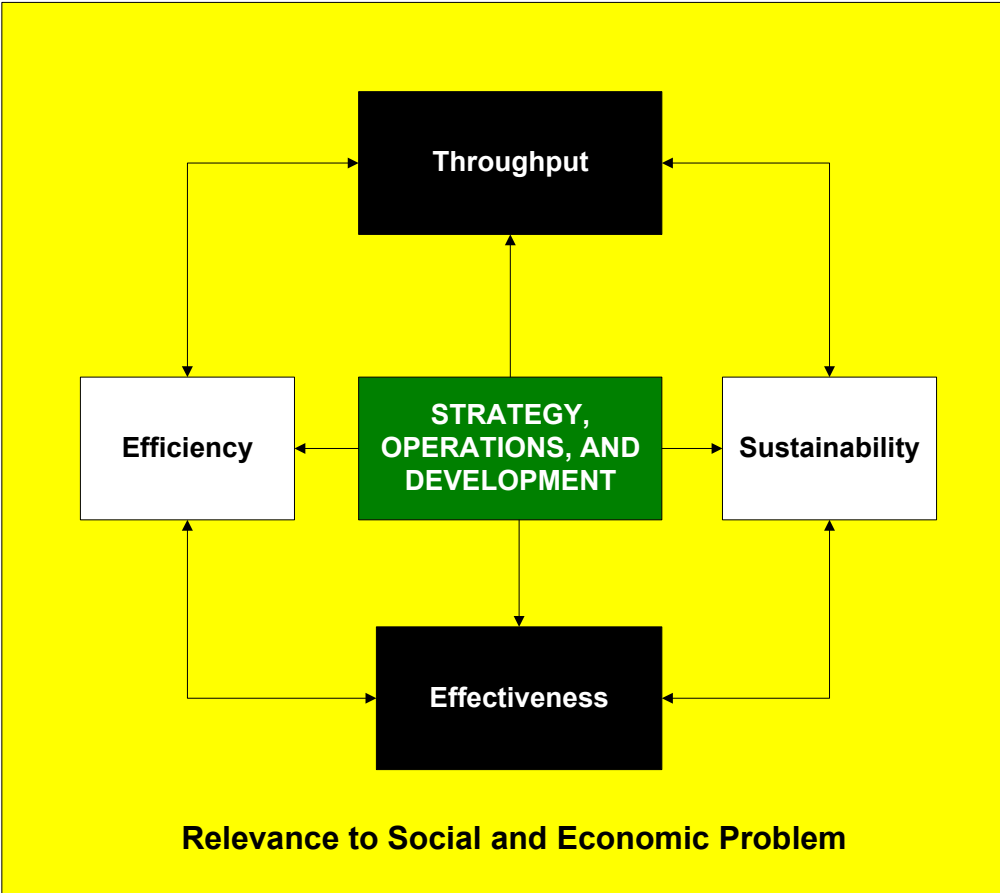 Throughput
Efficiency
STRATEGY,
OPERATIONS, AND
DEVELOPMENT
Sustainability
Effectiveness
Relevance to Social and Economic Problem